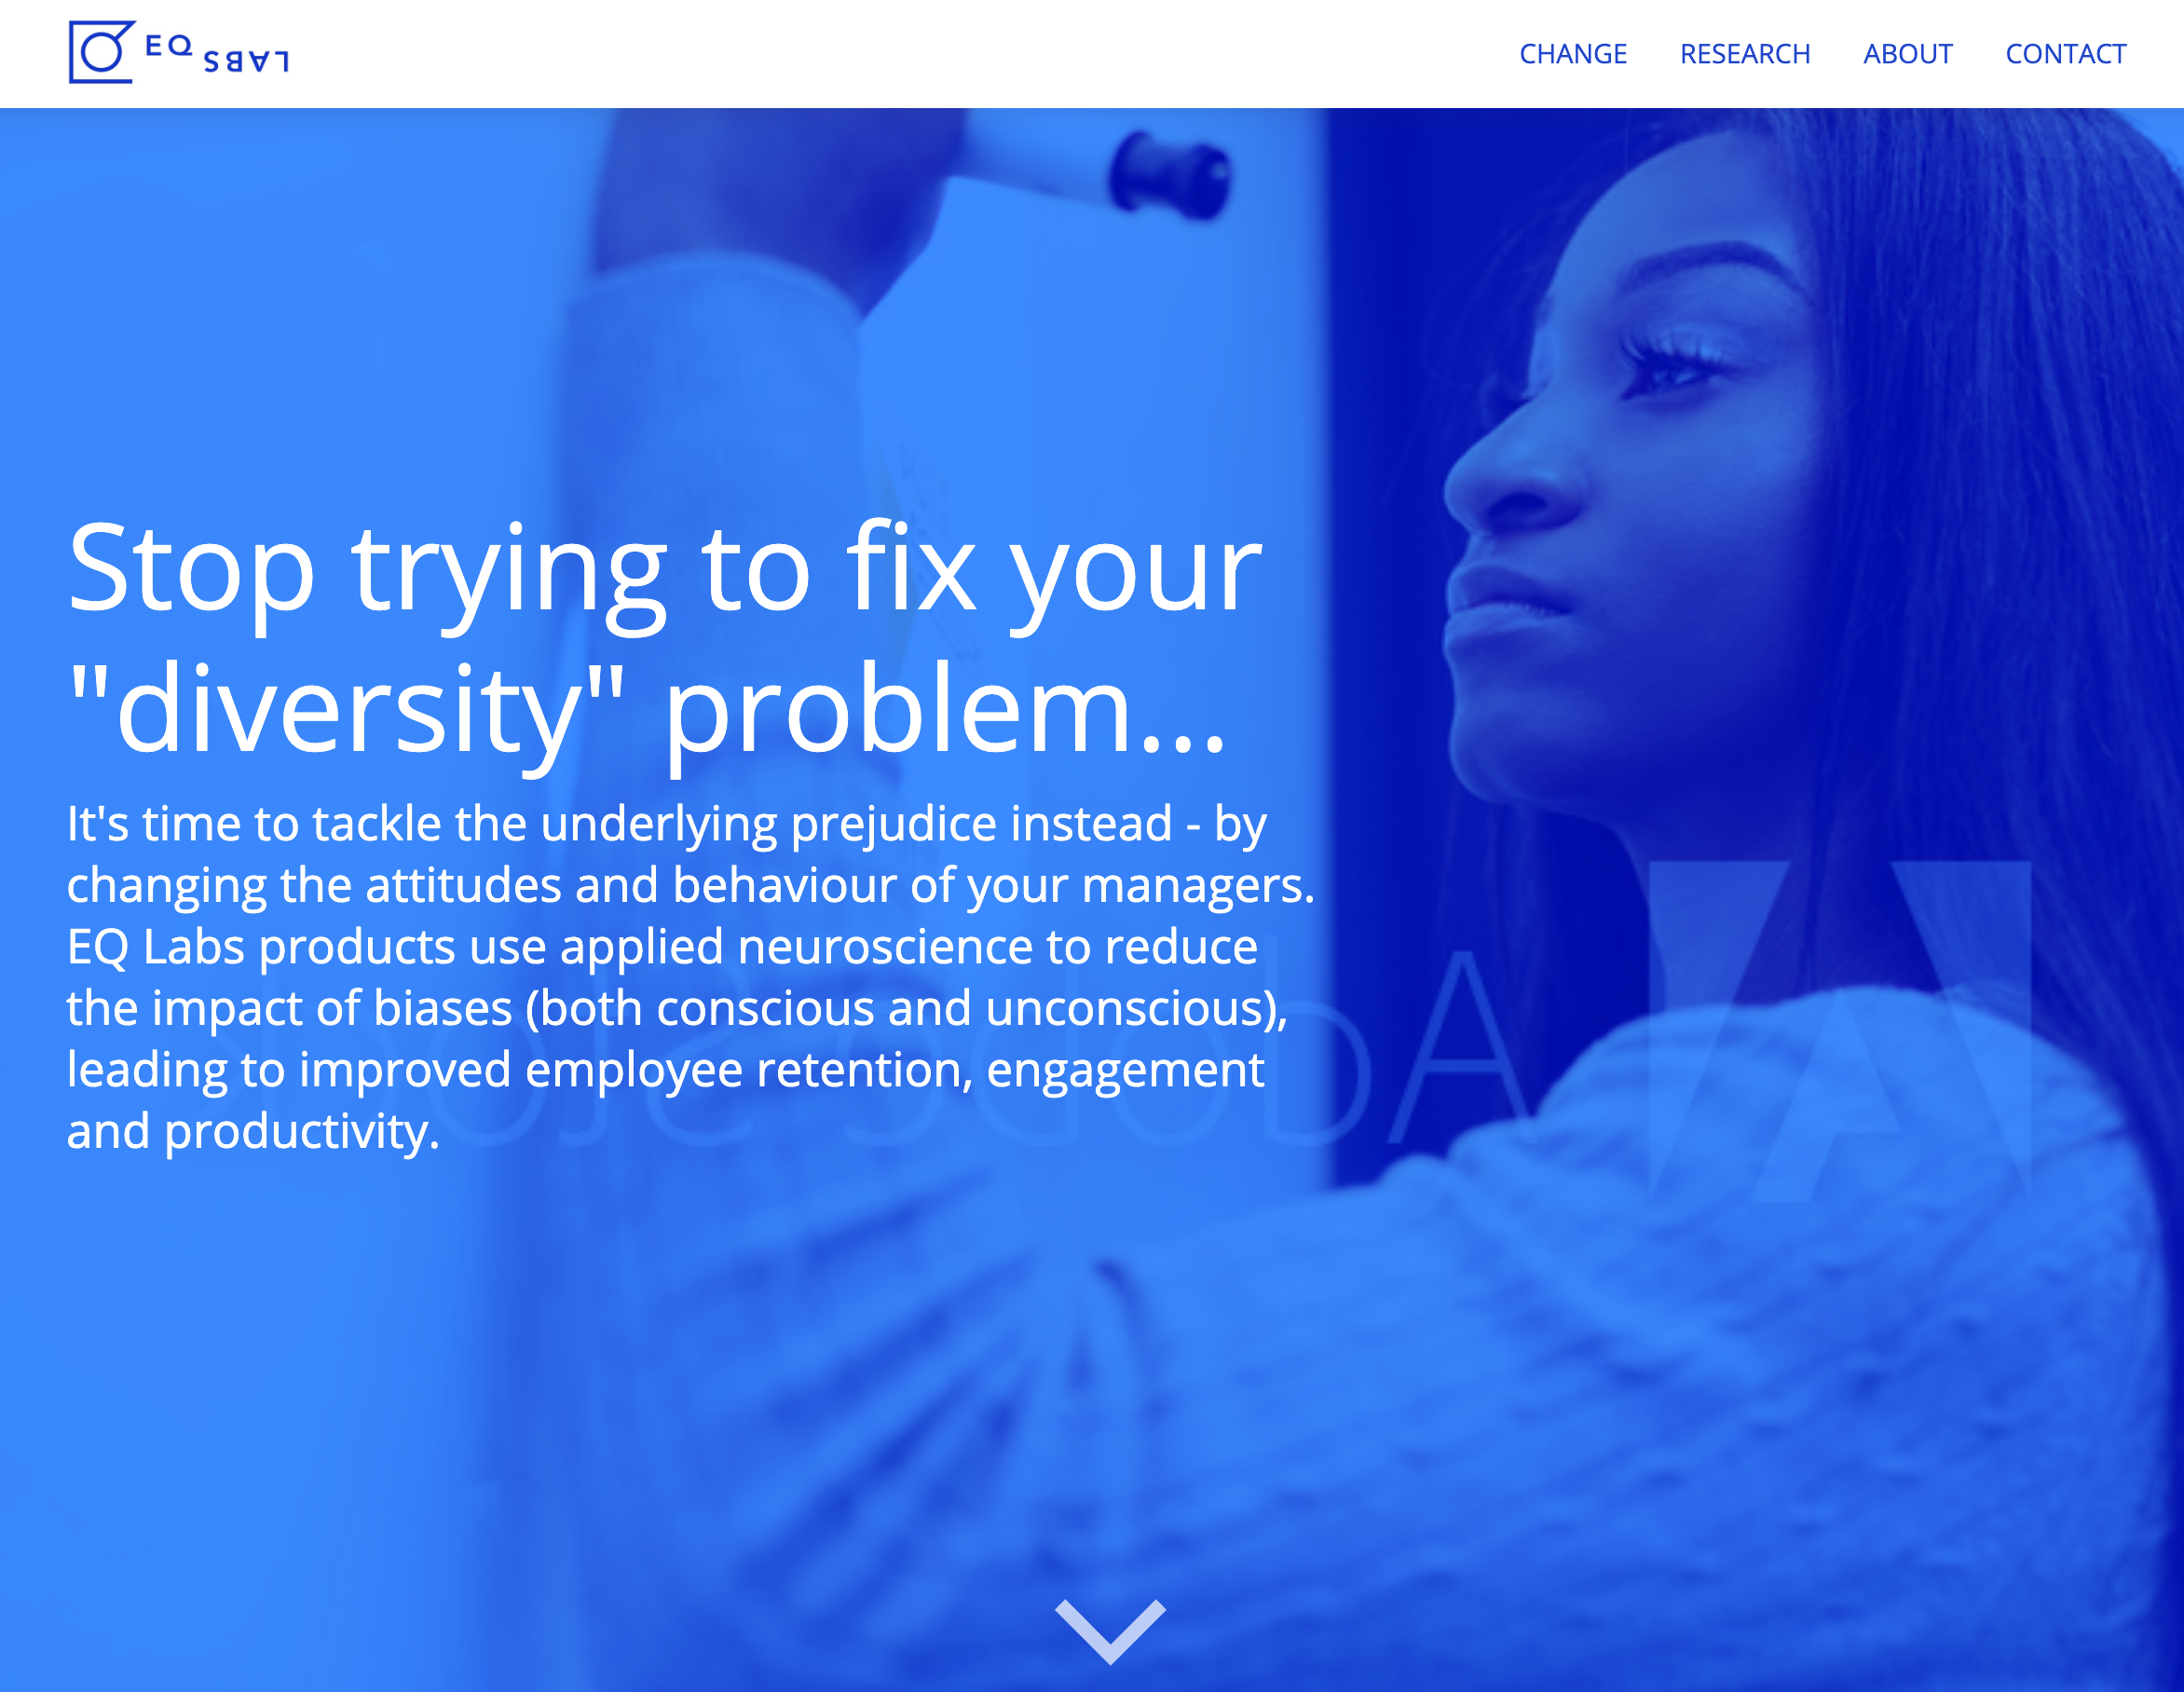 EQ LABS
CHANGE RESEARCH ABOUT CONTACT
Stop trying to fix your
"diversity" problem...
It's time to tackle the underlying prejudice instead - by
changing the attitudes and behaviour of your managers.
EQ Labs products use applied neuroscience to reduce
the impact of biases (both conscious and unconscious),
leading to improved employee retention, engagement
and productivity.
Adobe Stock